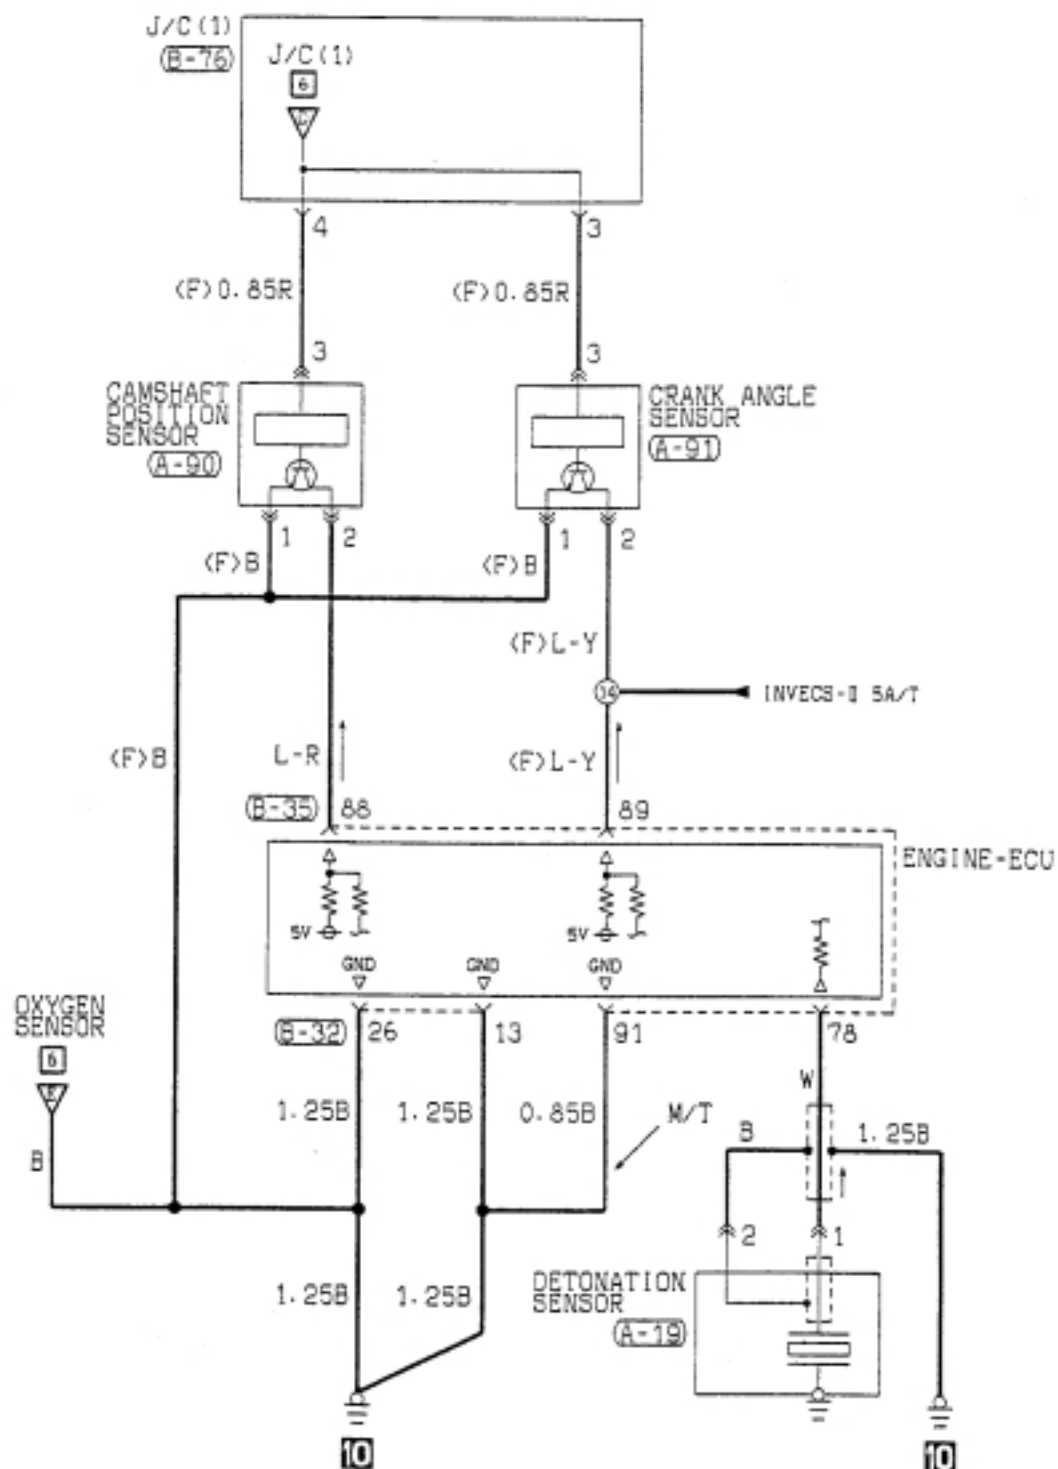 J/C(1)
(B-76)
J/C(1)
6
4
3
(F)0.85R
(F)0.85R
3
3
CAMSHAFT
POSITION
SENSOR
(A-90)
CRANK ANGLE
SENSOR
(A-91)
1
2
1
2
(F)B
(F)B
(F)L-Y
14
INVECS-Ⅱ 5A/T
(F)B
L-R
(F)L-Y
(B-35)
88
89
ENGINE-ECU
5V
5V
GND
GND
GND
OXYGEN
SENSOR
6
(B-32)
26
13
91
78
W
1.25B
1.25B
0.85B
M/T
B
1.25B
B
2
1
1.25B
1.25B
DETONATION
SENSOR
(A-19)
10
10